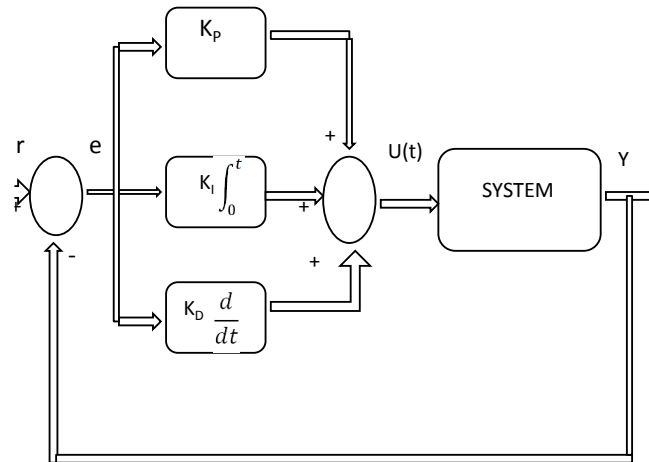 K_P
+
r
e
U(t)
Y
+
K_I ∫_0^t
+
SYSTEM
-
+
K_D d/dt